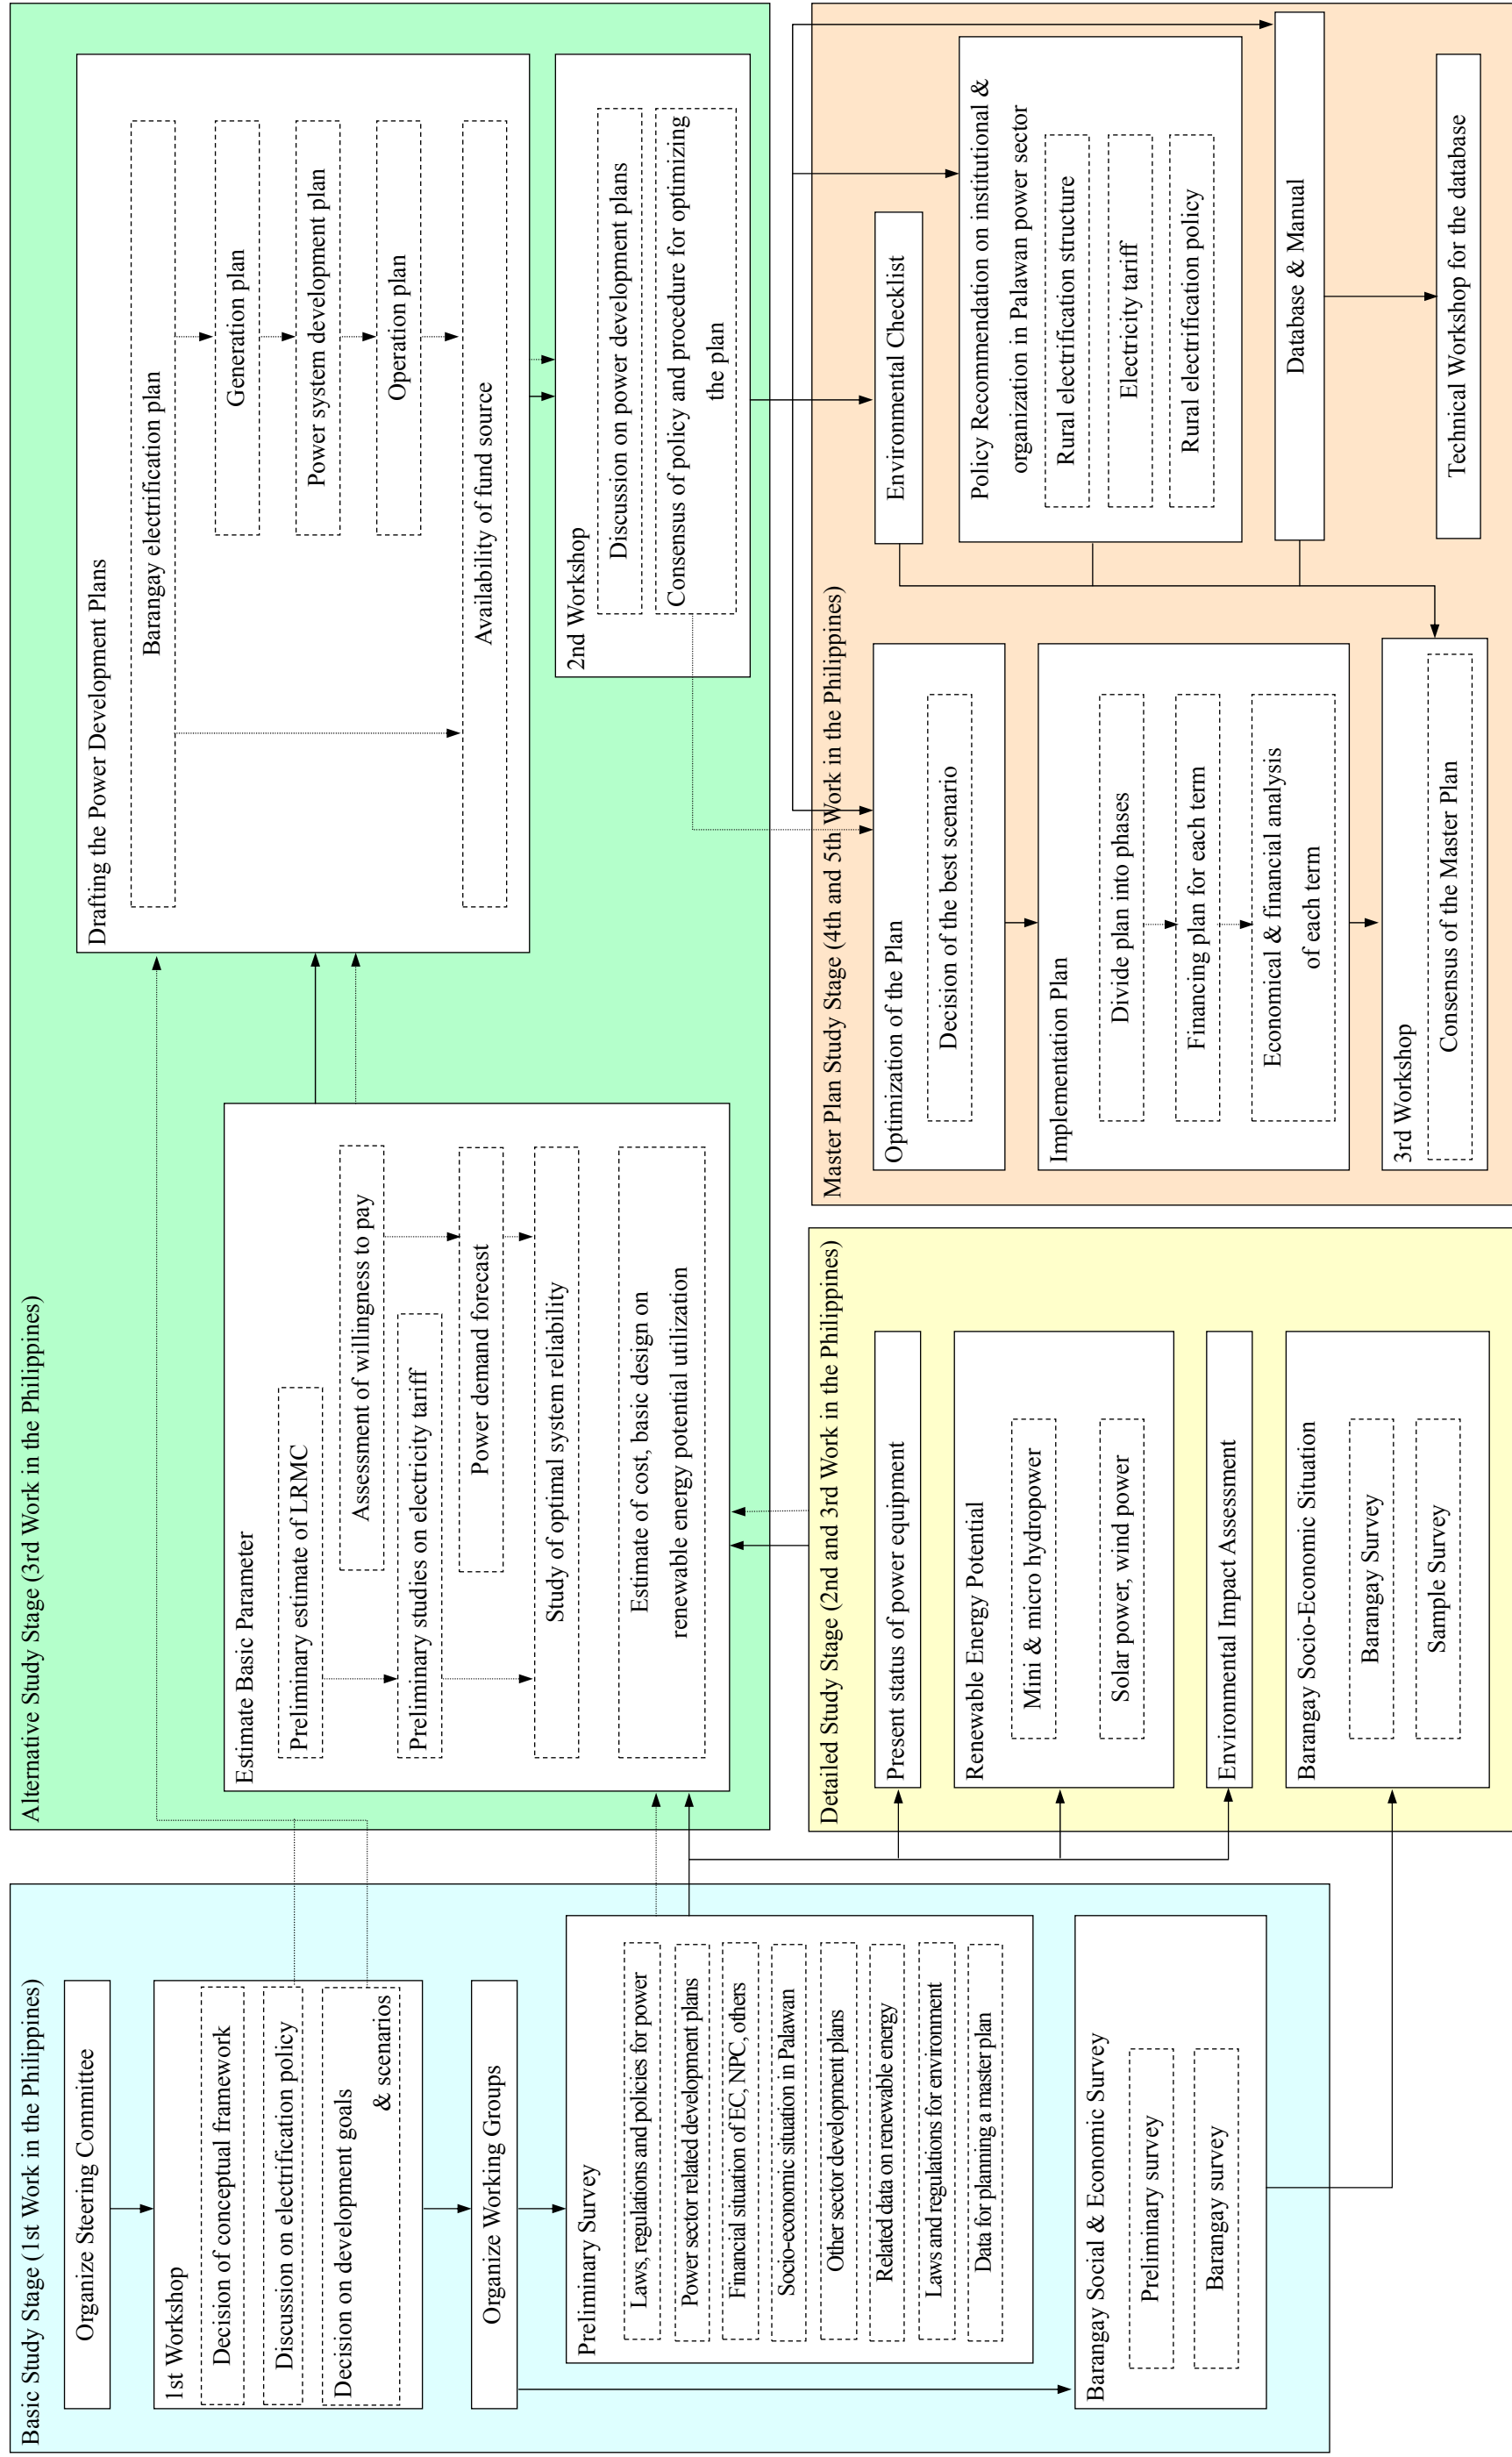 Basic Study Stage (1st Work in the Philippines)
Organize Steering Committee
1st Workshop
Decision of conceptual framework
Discussion on electrification policy
Decision on development goals
& scenarios
Organize Working Groups
Preliminary Survey
Laws, regulations and policies for power
Power sector related development plans
Financial situation of EC, NPC, others
Socio-economic situation in Palawan
Other sector development plans
Related data on renewable energy
Laws and regulations for environment
Data for planning a master plan
Barangay Social & Economic Survey
Preliminary survey
Barangay survey
Alternative Study Stage (3rd Work in the Philippines)
Estimate Basic Parameter
Preliminary estimate of LRMC
Assessment of willingness to pay
Preliminary studies on electricity tariff
Power demand forecast
Study of optimal system reliability
Estimate of cost, basic design on
renewable energy potential utilization
Drafting the Power Development Plans
Barangay electrification plan
Generation plan
Power system development plan
Operation plan
Availability of fund source
2nd Workshop
Discussion on power development plans
Consensus of policy and procedure for optimizing
the plan
Detailed Study Stage (2nd and 3rd Work in the Philippines)
Present status of power equipment
Renewable Energy Potential
Mini & micro hydropower
Solar power, wind power
Environmental Impact Assessment
Barangay Socio-Economic Situation
Barangay Survey
Sample Survey
Master Plan Study Stage (4th and 5th Work in the Philippines)
Optimization of the Plan
Decision of the best scenario
Implementation Plan
Divide plan into phases
Financing plan for each term
Economical & financial analysis
of each term
3rd Workshop
Consensus of the Master Plan
Environmental Checklist
Policy Recommendation on institutional &
organization in Palawan power sector
Rural electrification structure
Electricity tariff
Rural electrification policy
Database & Manual
Technical Workshop for the database